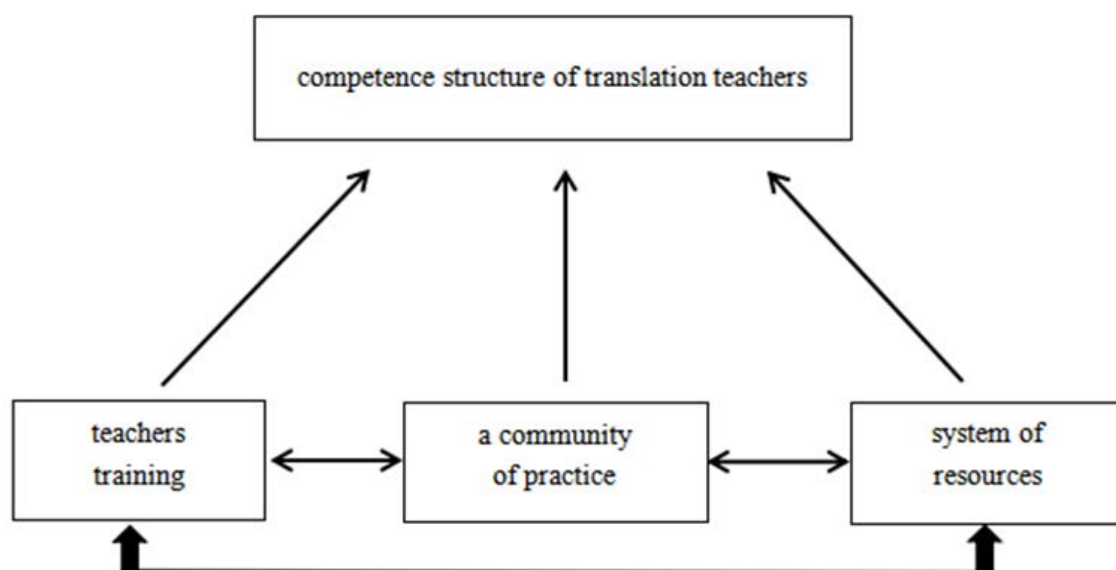 competence structure of translation teachers
teachers
training
a community
of practice
system of
resources